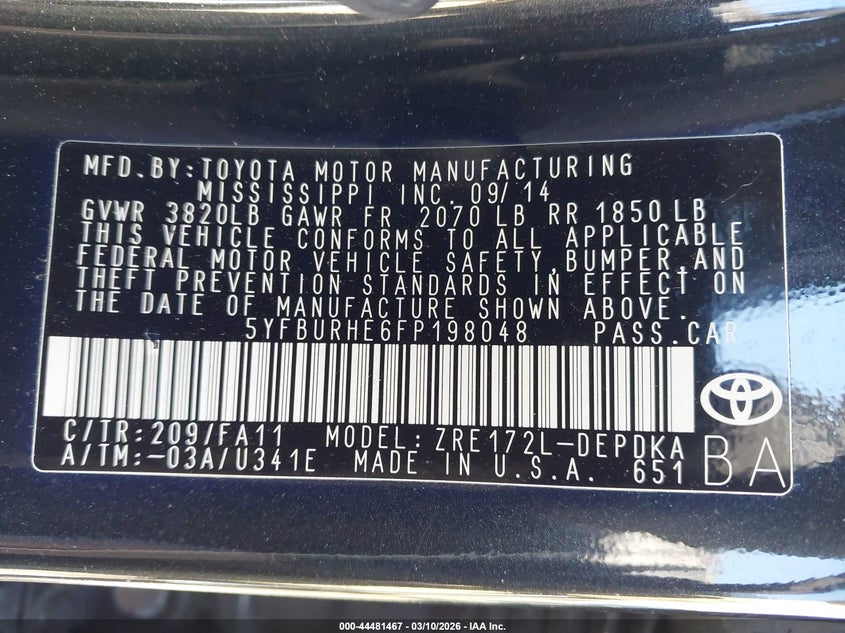 MFD.BY:TOYOTA MOTOR MANUFACTURING
MISSISSIPPI INC. 09/14
GVWR 3820LB GAWR FR 2070 LB RR 1850 LB
THIS VEHICLE CONFORMS TO ALL APPLICABLE
FEDERAL MOTOR VEHICLE SAFETY,BUMPER,AND
THEFT PREVENTION STANDARDS IN EFFECT ON
THE DATE OF MANUFACTURE SHOWN ABOVE.
5YFBURHE6FP198048 PASS.CAR
C/TR:209/FA11 MODEL:ZRE172L-DEPDKA
A/TM:-03A/U341E MADE IN U.S.A. 651
BA
000-44481467 — 03/10/2026 — IAA Inc.